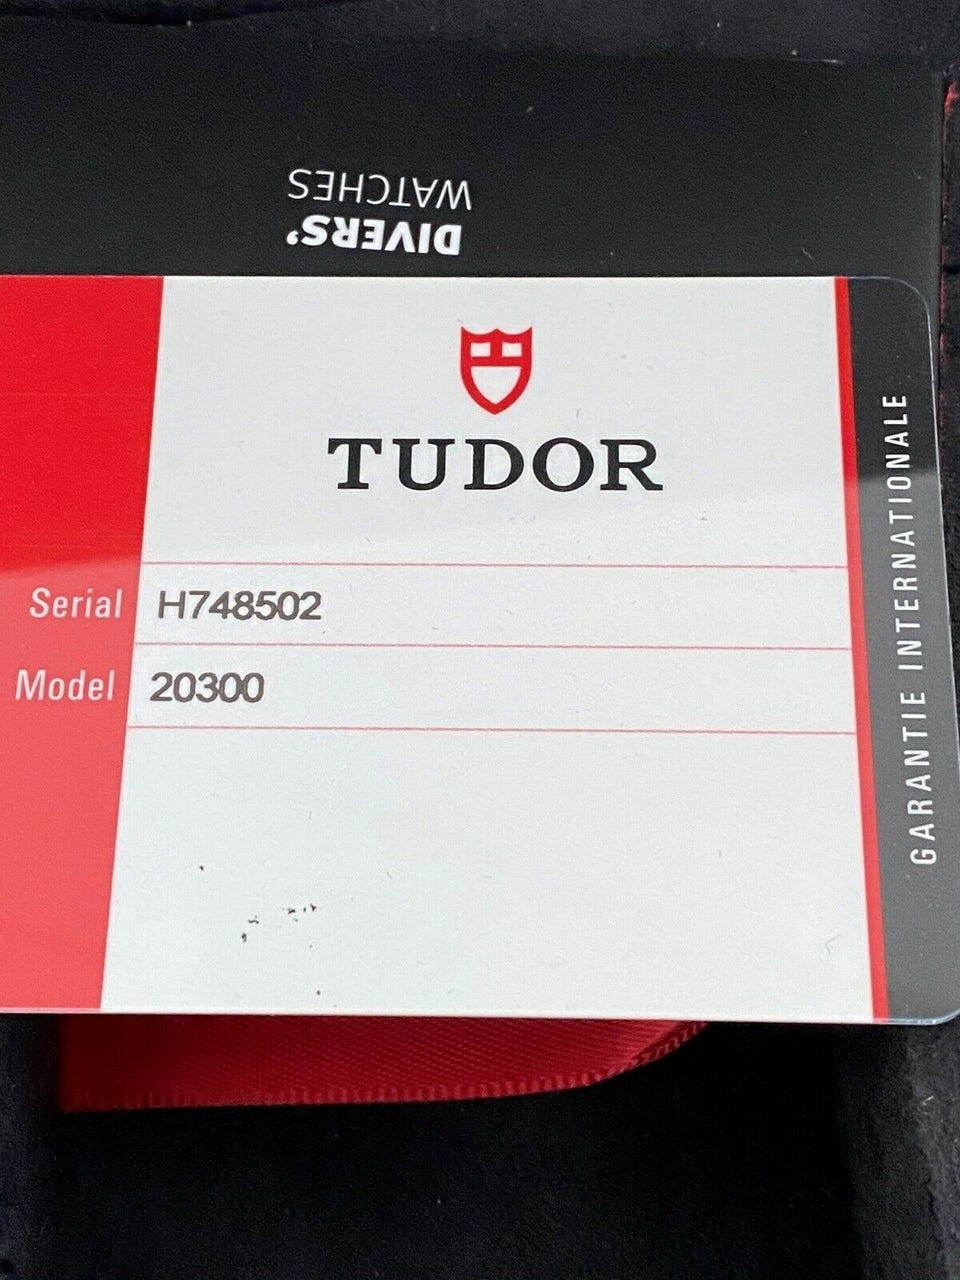 DIVERS'
WATCHES
TUDOR
Serial H748502
Model 20300
GARANTIE INTERNATIONALE